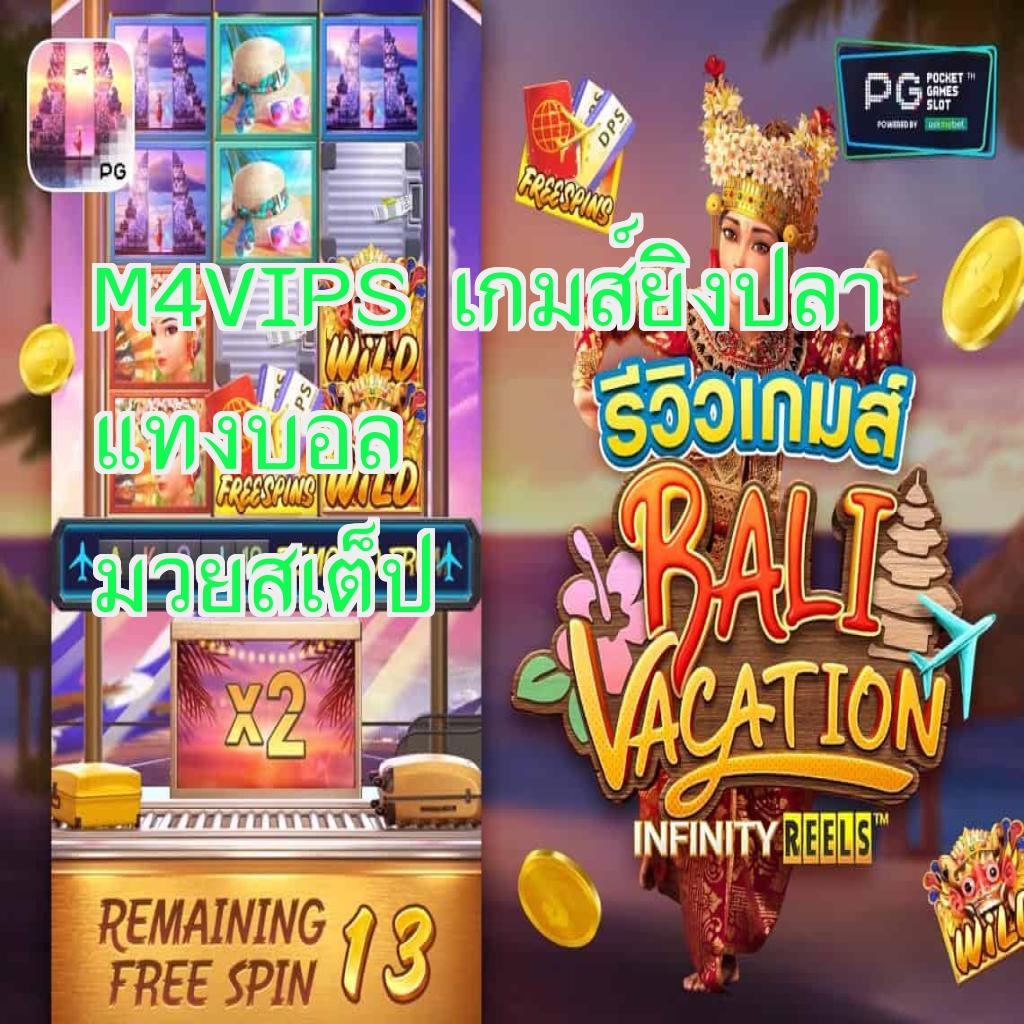 PG
PG POCKET GAMES SLOT™
POWERED BY askmebet
DPS
FREESPINS
M4VIPS เกมส์ยิงปลา
WILD
แทงบอล
FREESPINS
WILD
มวยสเต็ป
รีวิวเกมส์
BALI
VACATION
INFINITY REELS™
x2
REMAINING
FREE SPIN 13
WILD